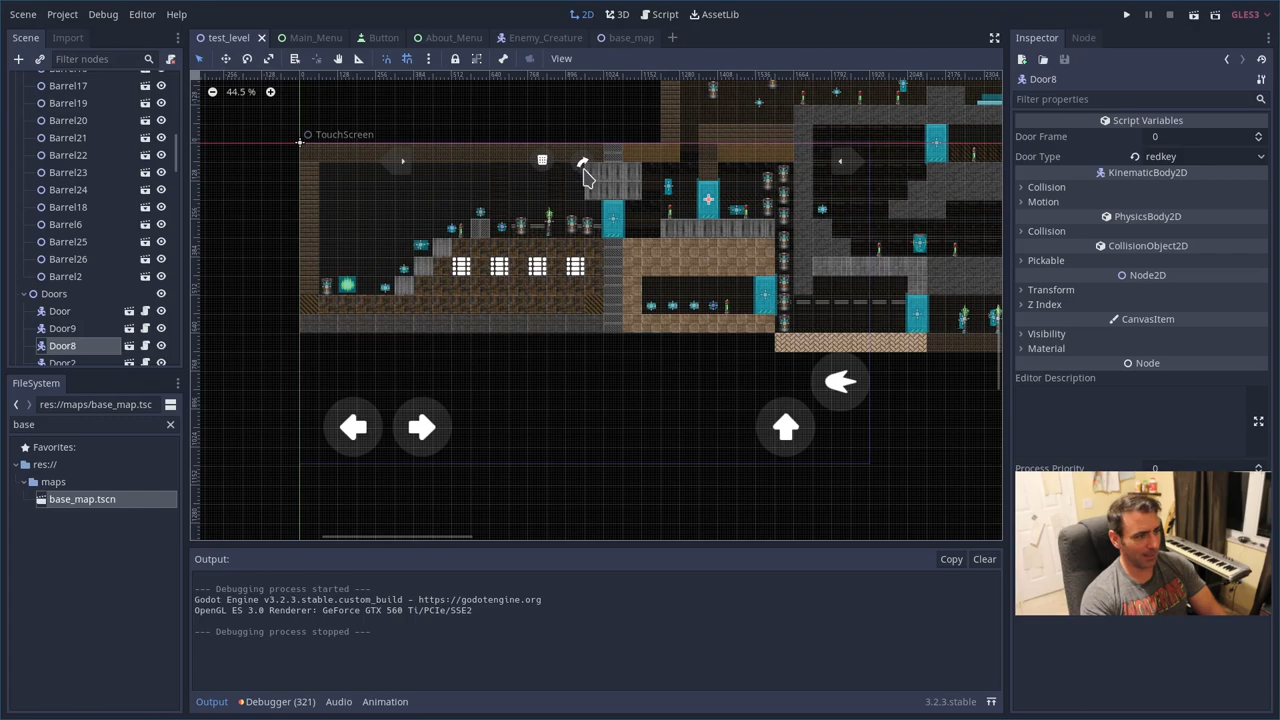 Scene Project Debug Editor Help
2D 3D Script AssetLib
GLES3
Scene Import
test_level Main_Menu Button About_Menu Enemy_Creature base_map
Inspector Node
Filter nodes
View
Door8
Filter properties
44.5 %
TouchScreen
Barrel17
Barrel19
Barrel20
Barrel21
Barrel22
Barrel23
Barrel24
Barrel18
Barrel6
Barrel25
Barrel26
Barrel2
Doors
Door
Door9
Door8
Door2
Script Variables
Door Frame 0
Door Type redkey
KinematicBody2D
Collision
Motion
PhysicsBody2D
Collision
CollisionObject2D
Pickable
Node2D
Transform
Z Index
CanvasItem
Visibility
Material
Node
Editor Description
Process Priority 0
FileSystem
res://maps/base_map.tsc
base
Favorites:
res://
maps
base_map.tscn
Output: Copy Clear
--- Debugging process started ---
Godot Engine v3.2.3.stable.custom_build - https://godotengine.org
OpenGL ES 3.0 Renderer: GeForce GTX 560 Ti/PCIe/SSE2
--- Debugging process stopped ---
Output Debugger (321) Audio Animation 3.2.3.stable